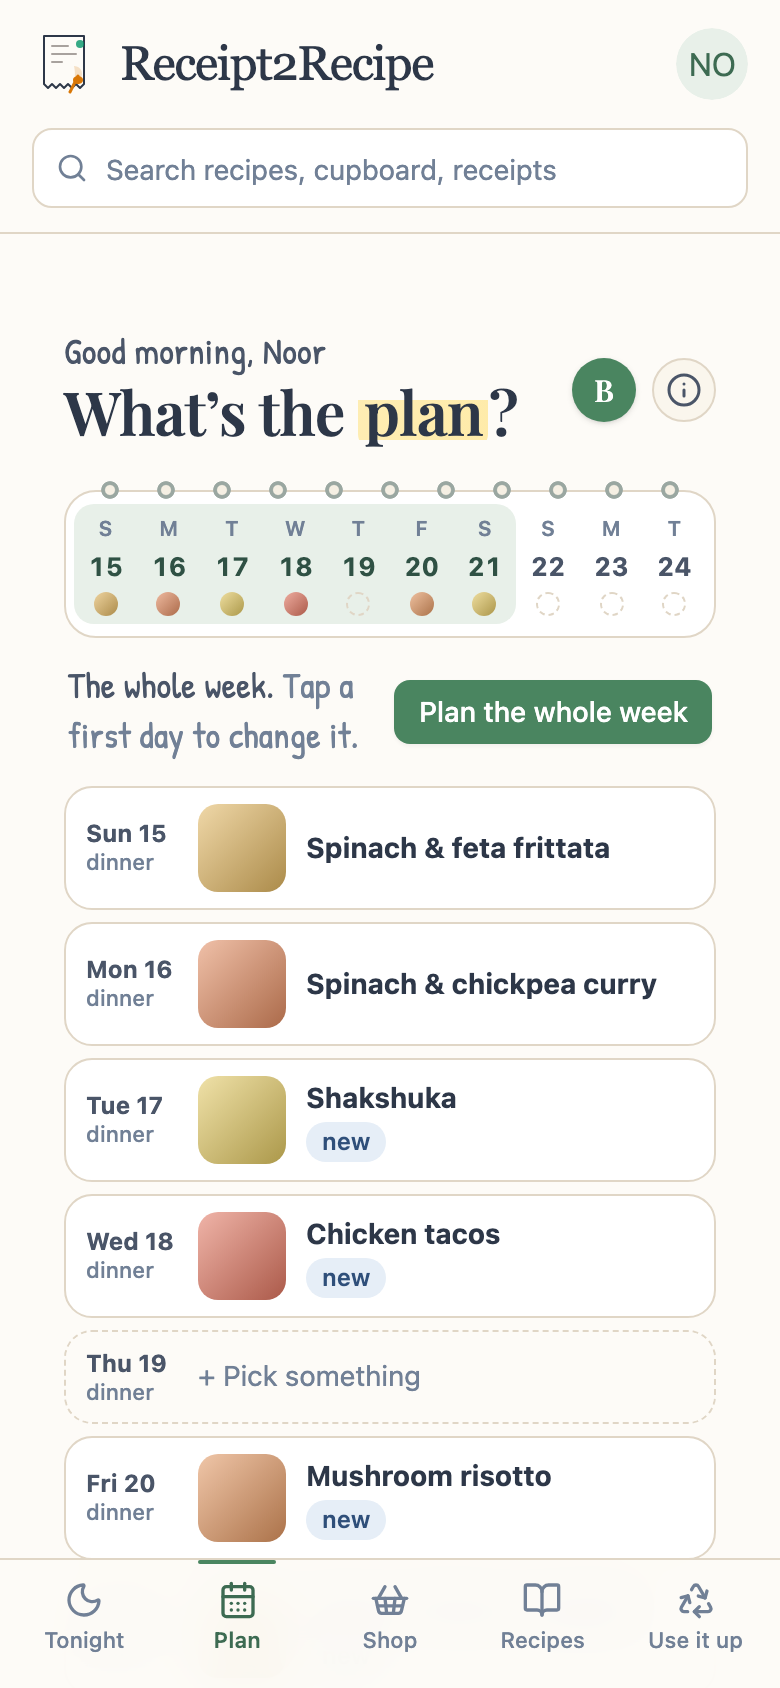 Receipt2Recipe
NO
Search recipes, cupboard, receipts
Good morning, Noor
What's the plan?
B
S M T W T F S S M T
15 16 17 18 19 20 21 22 23 24
The whole week. Tap a
first day to change it.
Plan the whole week
Sun 15
dinner
Spinach & feta frittata
Mon 16
dinner
Spinach & chickpea curry
Tue 17
dinner
Shakshuka
new
Wed 18
dinner
Chicken tacos
new
Thu 19
dinner
+ Pick something
Fri 20
dinner
Mushroom risotto
new
Tonight
Plan
Shop
Recipes
Use it up